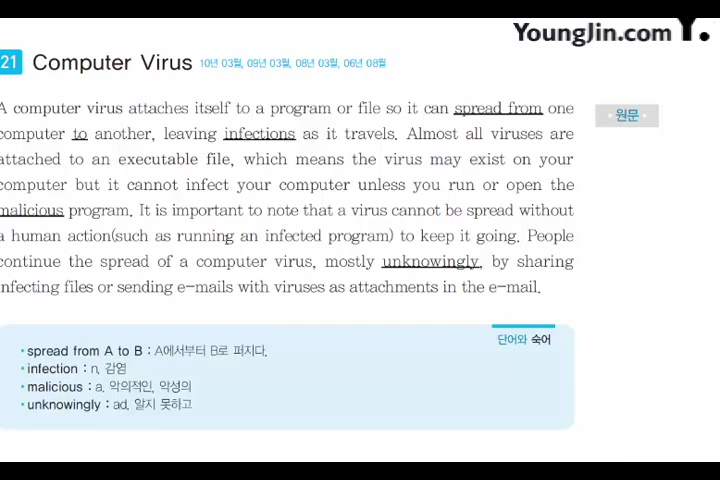 YoungJin.com Y.
21 Computer Virus 10년 03월, 09년 03월, 08년 03월, 06년 08월
A computer virus attaches itself to a program or file so it can spread from one
원문
computer to another, leaving infections as it travels. Almost all viruses are
attached to an executable file, which means the virus may exist on your
computer but it cannot infect your computer unless you run or open the
malicious program. It is important to note that a virus cannot be spread without
a human action(such as running an infected program) to keep it going. People
continue the spread of a computer virus, mostly unknowingly, by sharing
infecting files or sending e-mails with viruses as attachments in the e-mail.
단어와 숙어
• spread from A to B : A에서부터 B로 퍼지다.
• infection : n. 감염
• malicious : a. 악의적인, 악성의
• unknowingly : ad. 알지 못하고